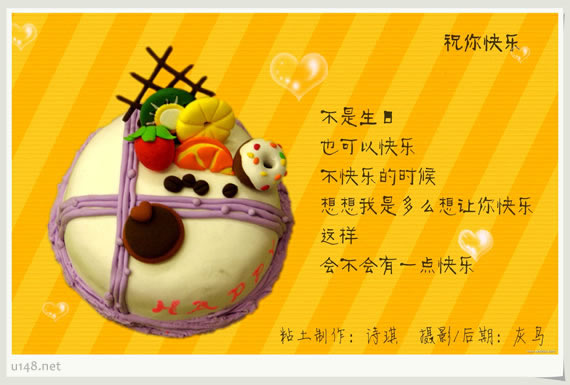 祝你快乐
不是生日
也可以快乐
不快乐的时候
想想我是多么想让你快乐
这样
会不会有一点快乐
HAPPY
粘土制作：诗琪 摄影/后期：灰鸟
u148.net